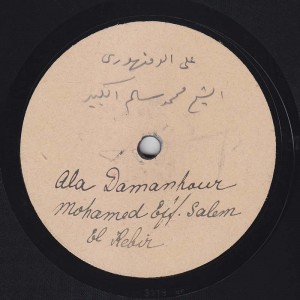 على الدمنهورى
الشيخ محمد سالم الكبير
Ala Damanhour
Mohamed Eff. Salem
El Kebir